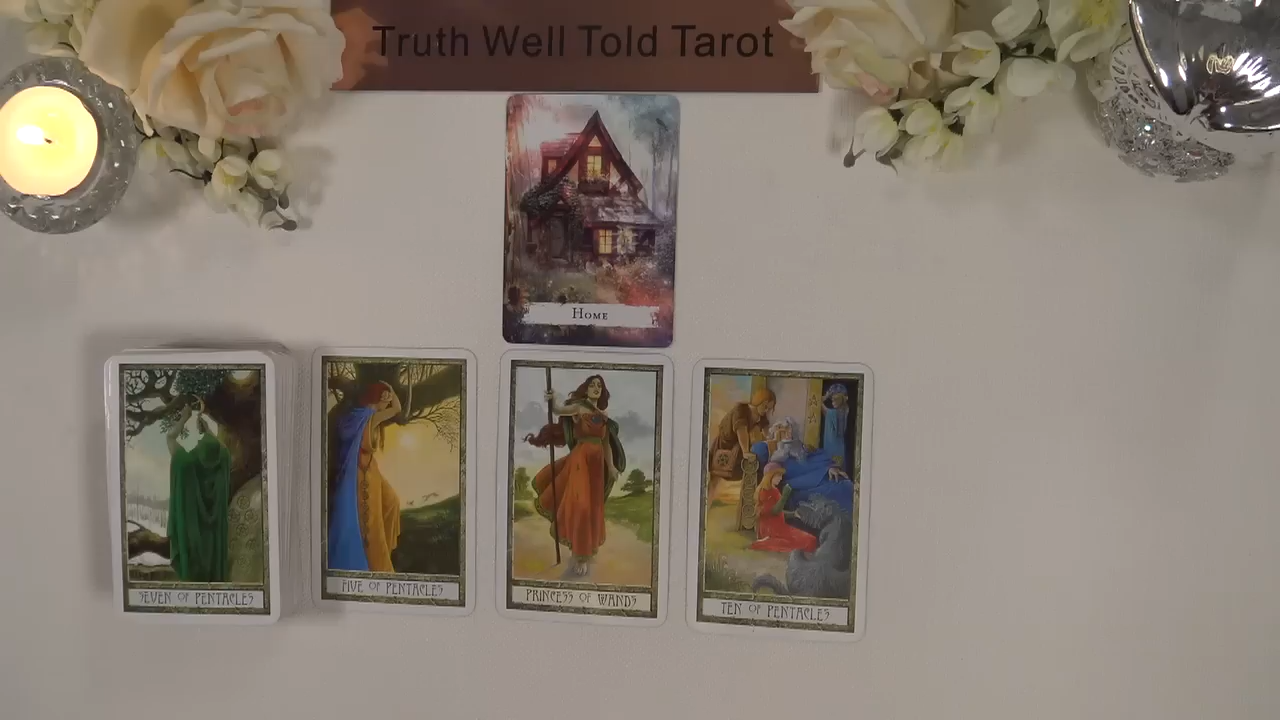 Truth Well Told Tarot
HOME
SEVEN OF PENTACLES
FIVE OF PENTACLES
PRINCESS OF WANDS
TEN OF PENTACLES